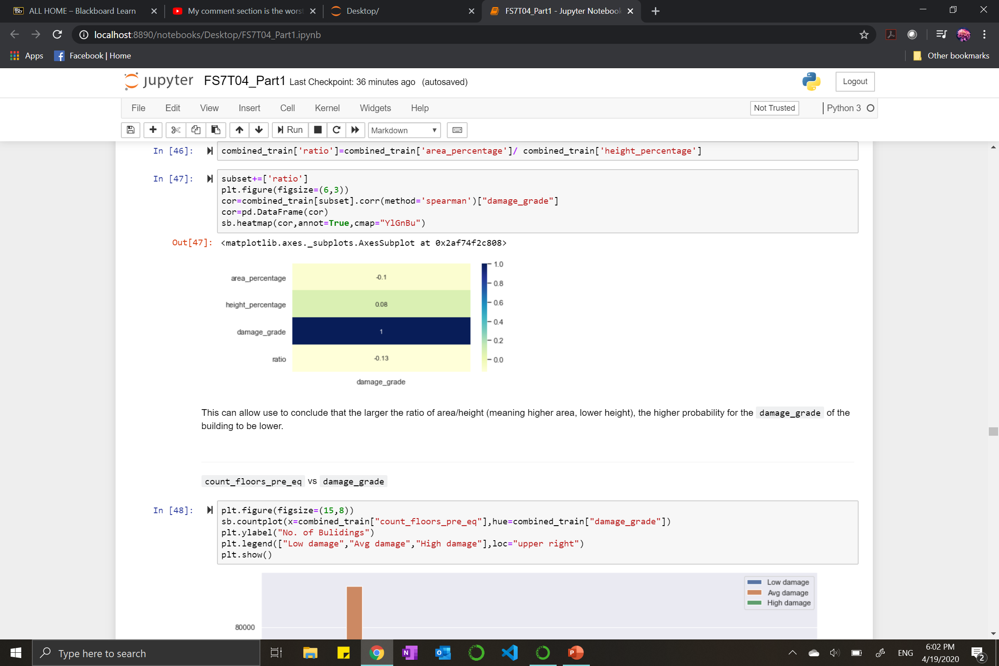 ALL HOME – Blackboard Learn
My comment section is the worst
Desktop/
FS7T04_Part1 - Jupyter Notebook
localhost:8890/notebooks/Desktop/FS7T04_Part1.ipynb
Apps
Facebook | Home
Other bookmarks
jupyter FS7T04_Part1 Last Checkpoint: 36 minutes ago (autosaved)
Logout
File Edit View Insert Cell Kernel Widgets Help
Not Trusted
Python 3
Run
Markdown
In [46]: combined_train['ratio']=combined_train['area_percentage']/ combined_train['height_percentage']
In [47]: subset+=['ratio']
plt.figure(figsize=(6,3))
cor=combined_train[subset].corr(method='spearman')["damage_grade"]
cor=pd.DataFrame(cor)
sb.heatmap(cor,annot=True,cmap="YlGnBu")
Out[47]: <matplotlib.axes._subplots.AxesSubplot at 0x2af74f2c808>
area_percentage -0.1
height_percentage 0.08
damage_grade 1
ratio -0.13
damage_grade
1.0
0.8
0.6
0.4
0.2
0.0
This can allow use to conclude that the larger the ratio of area/height (meaning higher area, lower height), the higher probability for the damage_grade of the
building to be lower.
count_floors_pre_eq vs damage_grade
In [48]: plt.figure(figsize=(15,8))
sb.countplot(x=combined_train["count_floors_pre_eq"],hue=combined_train["damage_grade"])
plt.ylabel("No. of Bulidings")
plt.legend(["Low damage","Avg damage","High damage"],loc="upper right")
plt.show()
Low damage
Avg damage
High damage
80000
Type here to search
ENG
6:02 PM
4/19/2020
2